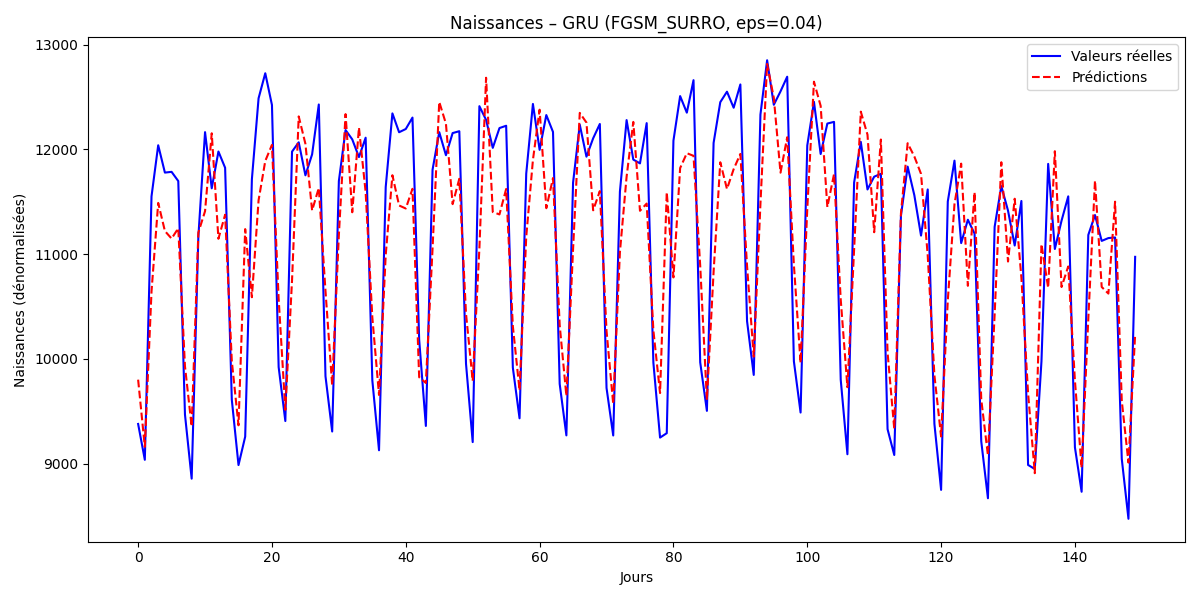 Naissances – GRU (FGSM_SURRO, eps=0.04)
Valeurs réelles
Prédictions
Naissances (dénormalisées)
13000
12000
11000
10000
9000
0
20
40
60
80
100
120
140
Jours